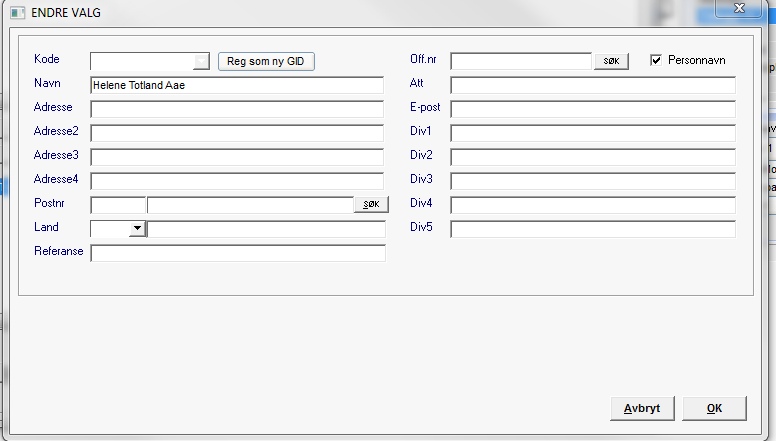 ENDRE VALG
Kode Reg som ny GID
Navn Helene Totland Aae
Adresse
Adresse2
Adresse3
Adresse4
Postnr SØK
Land
Referanse
Off.nr SØK Personnavn
Att
E-post
Div1
Div2
Div3
Div4
Div5
Avbryt OK